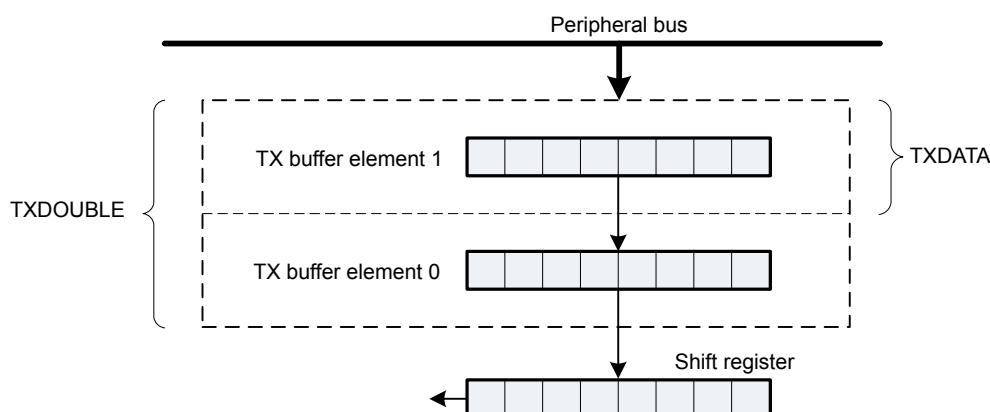 Peripheral bus
TX buffer element 1
TXDATA
TXDOUBLE
TX buffer element 0
Shift register